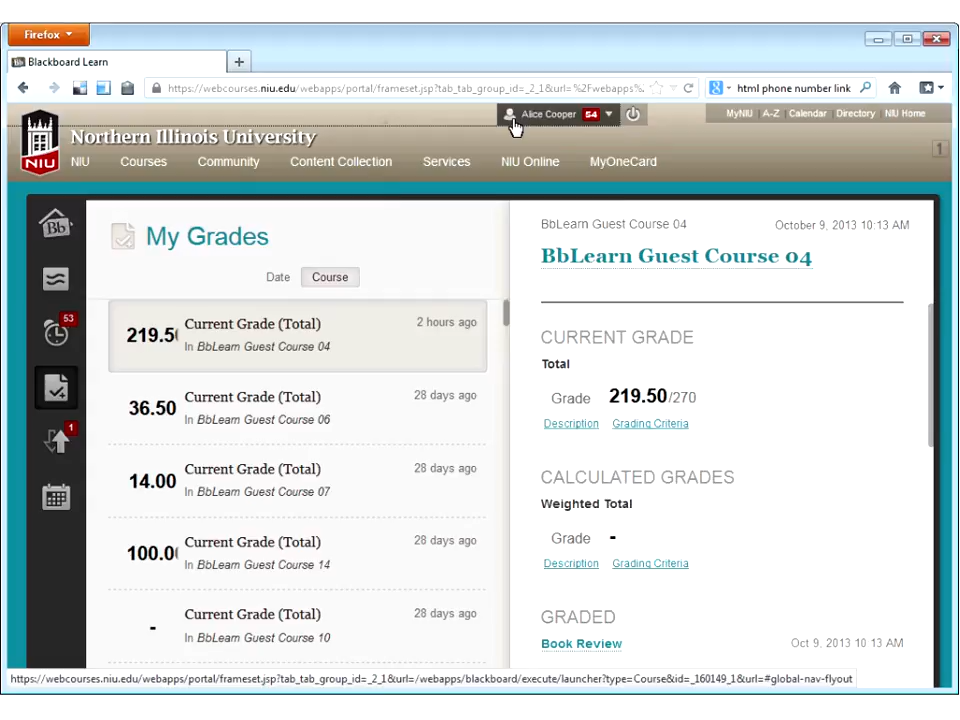 Firefox
Blackboard Learn
https://webcourses.niu.edu/webapps/portal/frameset.jsp?tab_tab_group_id=_2_1&url=%2Fwebapps%
html phone number link
Alice Cooper 54
MyNIU | A-Z | Calendar Directory | NIU Home
Northern Illinois University
NIU
NIU Courses Community Content Collection Services NIU Online MyOneCard
1
Bb
53
1
My Grades
Date Course
219.5
Current Grade (Total) 2 hours ago
In BbLearn Guest Course 04
36.50
Current Grade (Total) 28 days ago
In BbLearn Guest Course 06
14.00
Current Grade (Total) 28 days ago
In BbLearn Guest Course 07
100.0
Current Grade (Total) 28 days ago
In BbLearn Guest Course 14
-
Current Grade (Total) 28 days ago
In BbLearn Guest Course 10
BbLearn Guest Course 04 October 9, 2013 10:13 AM
BbLearn Guest Course 04
CURRENT GRADE
Total
Grade 219.50/270
Description Grading Criteria
CALCULATED GRADES
Weighted Total
Grade -
Description Grading Criteria
GRADED
Book Review Oct 9, 2013 10 13 AM
https://webcourses.niu.edu/webapps/portal/frameset.jsp?tab_tab_group_id=_2_1&url=/webapps/blackboard/execute/launcher?type=Course&id=_160149_1&url=#global-nav-flyout